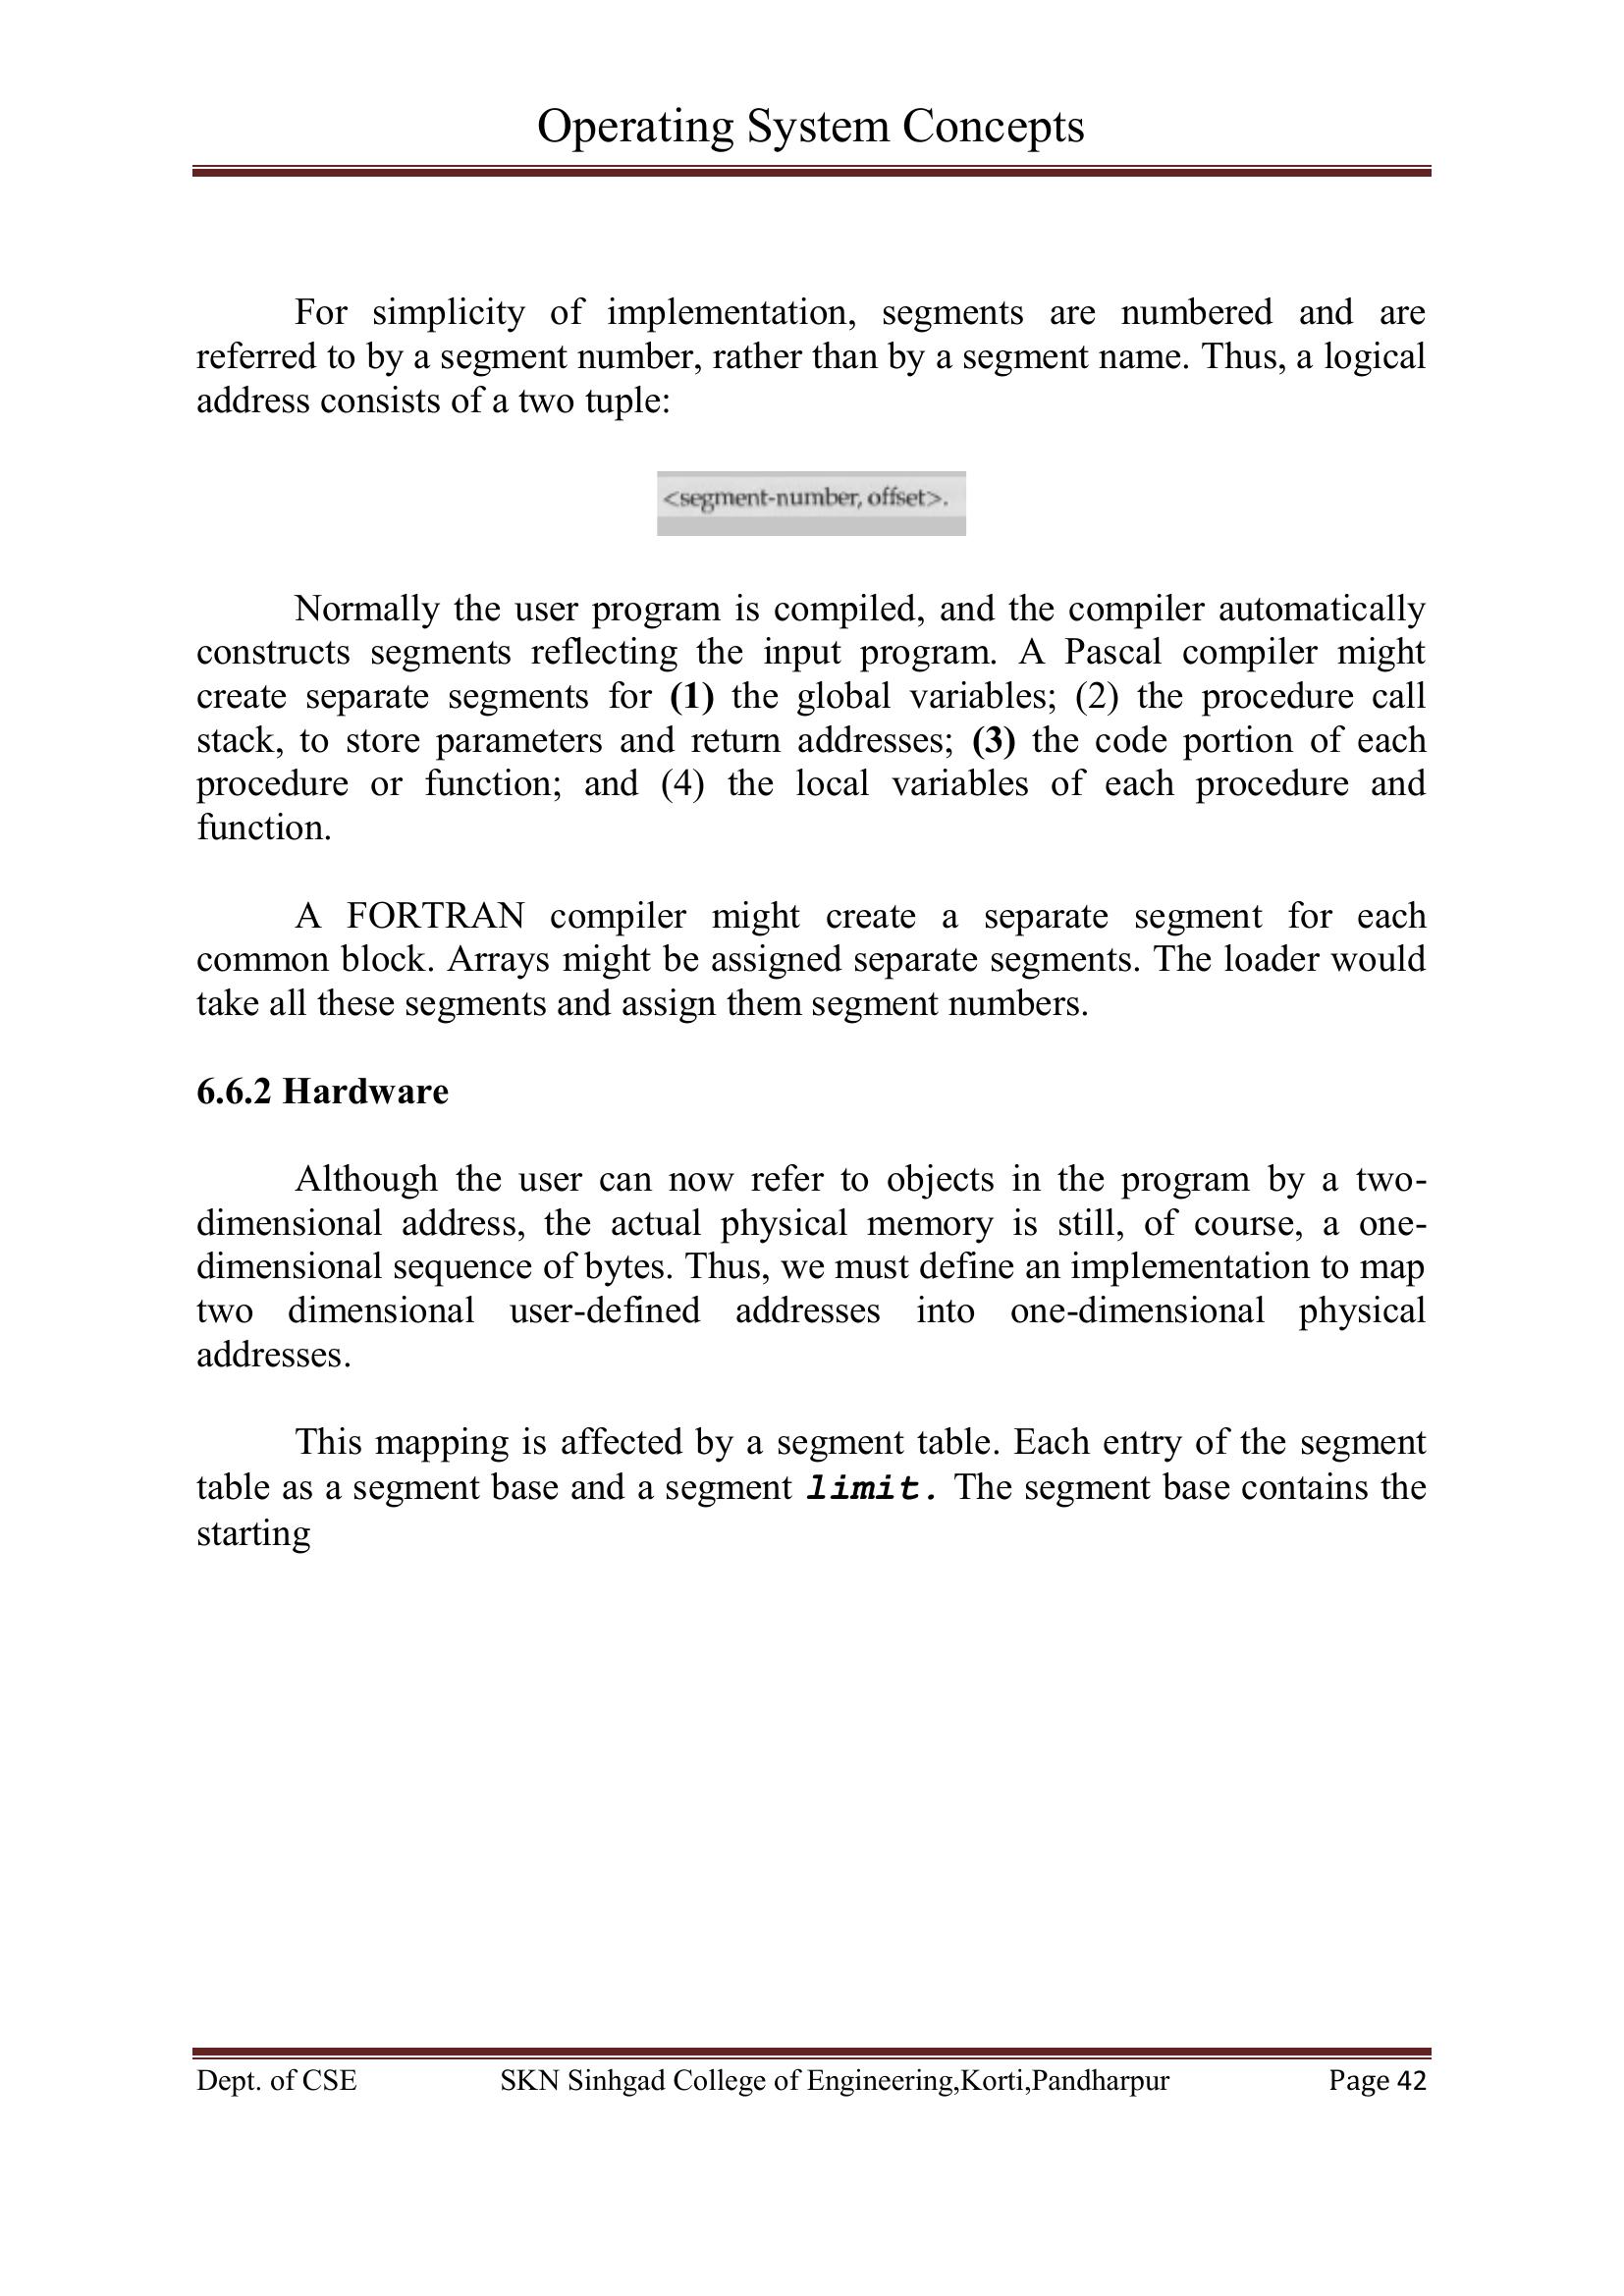 Operating System Concepts
For simplicity of implementation, segments are numbered and are
referred to by a segment number, rather than by a segment name. Thus, a logical
address consists of a two tuple:
<segment-number, offset>.
Normally the user program is compiled, and the compiler automatically
constructs segments reflecting the input program. A Pascal compiler might
create separate segments for (1) the global variables; (2) the procedure call
stack, to store parameters and return addresses; (3) the code portion of each
procedure or function; and (4) the local variables of each procedure and
function.
A FORTRAN compiler might create a separate segment for each
common block. Arrays might be assigned separate segments. The loader would
take all these segments and assign them segment numbers.
6.6.2 Hardware
Although the user can now refer to objects in the program by a two-
dimensional address, the actual physical memory is still, of course, a one-
dimensional sequence of bytes. Thus, we must define an implementation to map
two dimensional user-defined addresses into one-dimensional physical
addresses.
This mapping is affected by a segment table. Each entry of the segment
table as a segment base and a segment limit. The segment base contains the
starting
Dept. of CSE SKN Sinhgad College of Engineering,Korti,Pandharpur Page 42